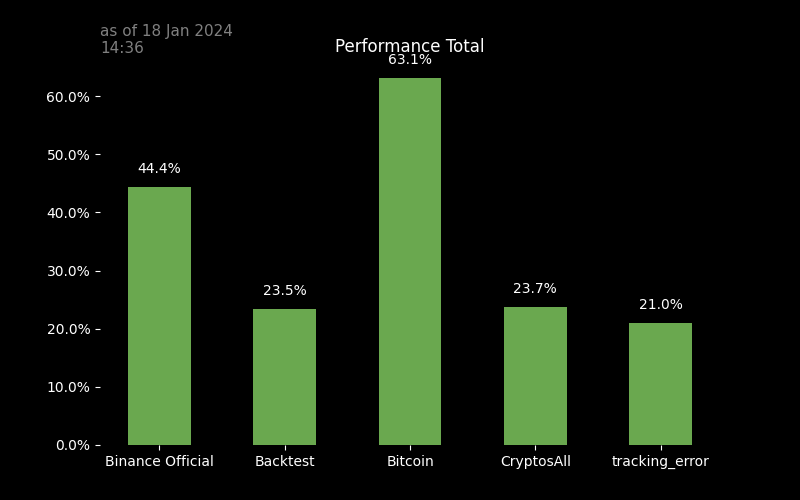 as of 18 Jan 2024
14:36
Performance Total
63.1%
60.0%
50.0%
44.4%
40.0%
30.0%
23.5%
23.7%
21.0%
20.0%
10.0%
0.0%
Binance Official
Backtest
Bitcoin
CryptosAll
tracking_error